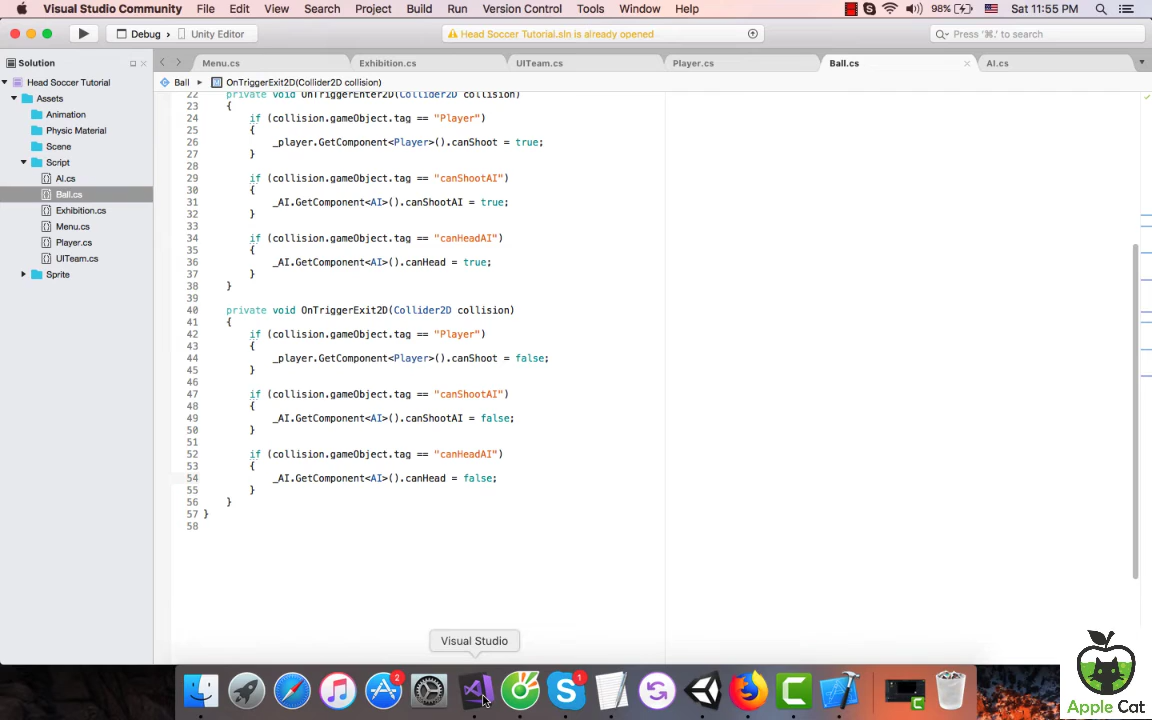 Visual Studio Community File Edit View Search Project Build Run Version Control Tools Window Help 98% Sat 11:55 PM
Debug Unity Editor Head Soccer Tutorial.sln is already opened Press '⌘.' to search
Solution Menu.cs Exhibition.cs UITeam.cs Player.cs Ball.cs AI.cs
Head Soccer Tutorial
Assets
Animation
Physic Material
Scene
Script
AI.cs
Ball.cs
Exhibition.cs
Menu.cs
Player.cs
UITeam.cs
Sprite
Ball OnTriggerExit2D(Collider2D collision)
22 private void OnTriggerEnter2D(Collider2D collision)
23 {
24 if (collision.gameObject.tag == "Player")
25 {
26 _player.GetComponent<Player>().canShoot = true;
27 }
28
29 if (collision.gameObject.tag == "canShootAI")
30 {
31 _AI.GetComponent<AI>().canShootAI = true;
32 }
33
34 if (collision.gameObject.tag == "canHeadAI")
35 {
36 _AI.GetComponent<AI>().canHead = true;
37 }
38 }
39
40 private void OnTriggerExit2D(Collider2D collision)
41 {
42 if (collision.gameObject.tag == "Player")
43 {
44 _player.GetComponent<Player>().canShoot = false;
45 }
46
47 if (collision.gameObject.tag == "canShootAI")
48 {
49 _AI.GetComponent<AI>().canShootAI = false;
50 }
51
52 if (collision.gameObject.tag == "canHeadAI")
53 {
54 _AI.GetComponent<AI>().canHead = false;
55 }
56 }
57 }
58
Visual Studio
2
1
Apple Cat